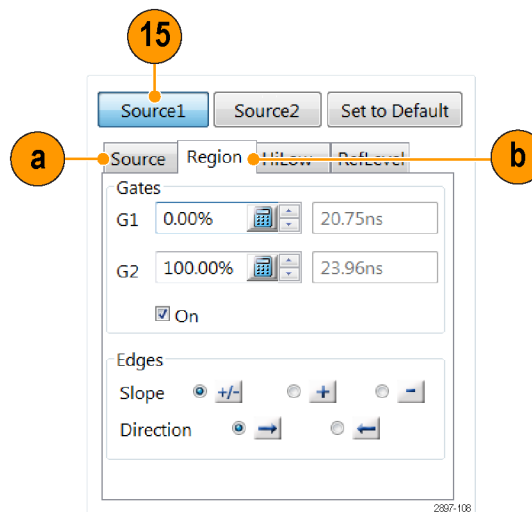 15
Source1 Source2 Set to Default
a Source Region HiLow RefLevel b
Gates
G1 0.00% 20.75ns
G2 100.00% 23.96ns
On
Edges
Slope +/- + -
Direction
2897-108